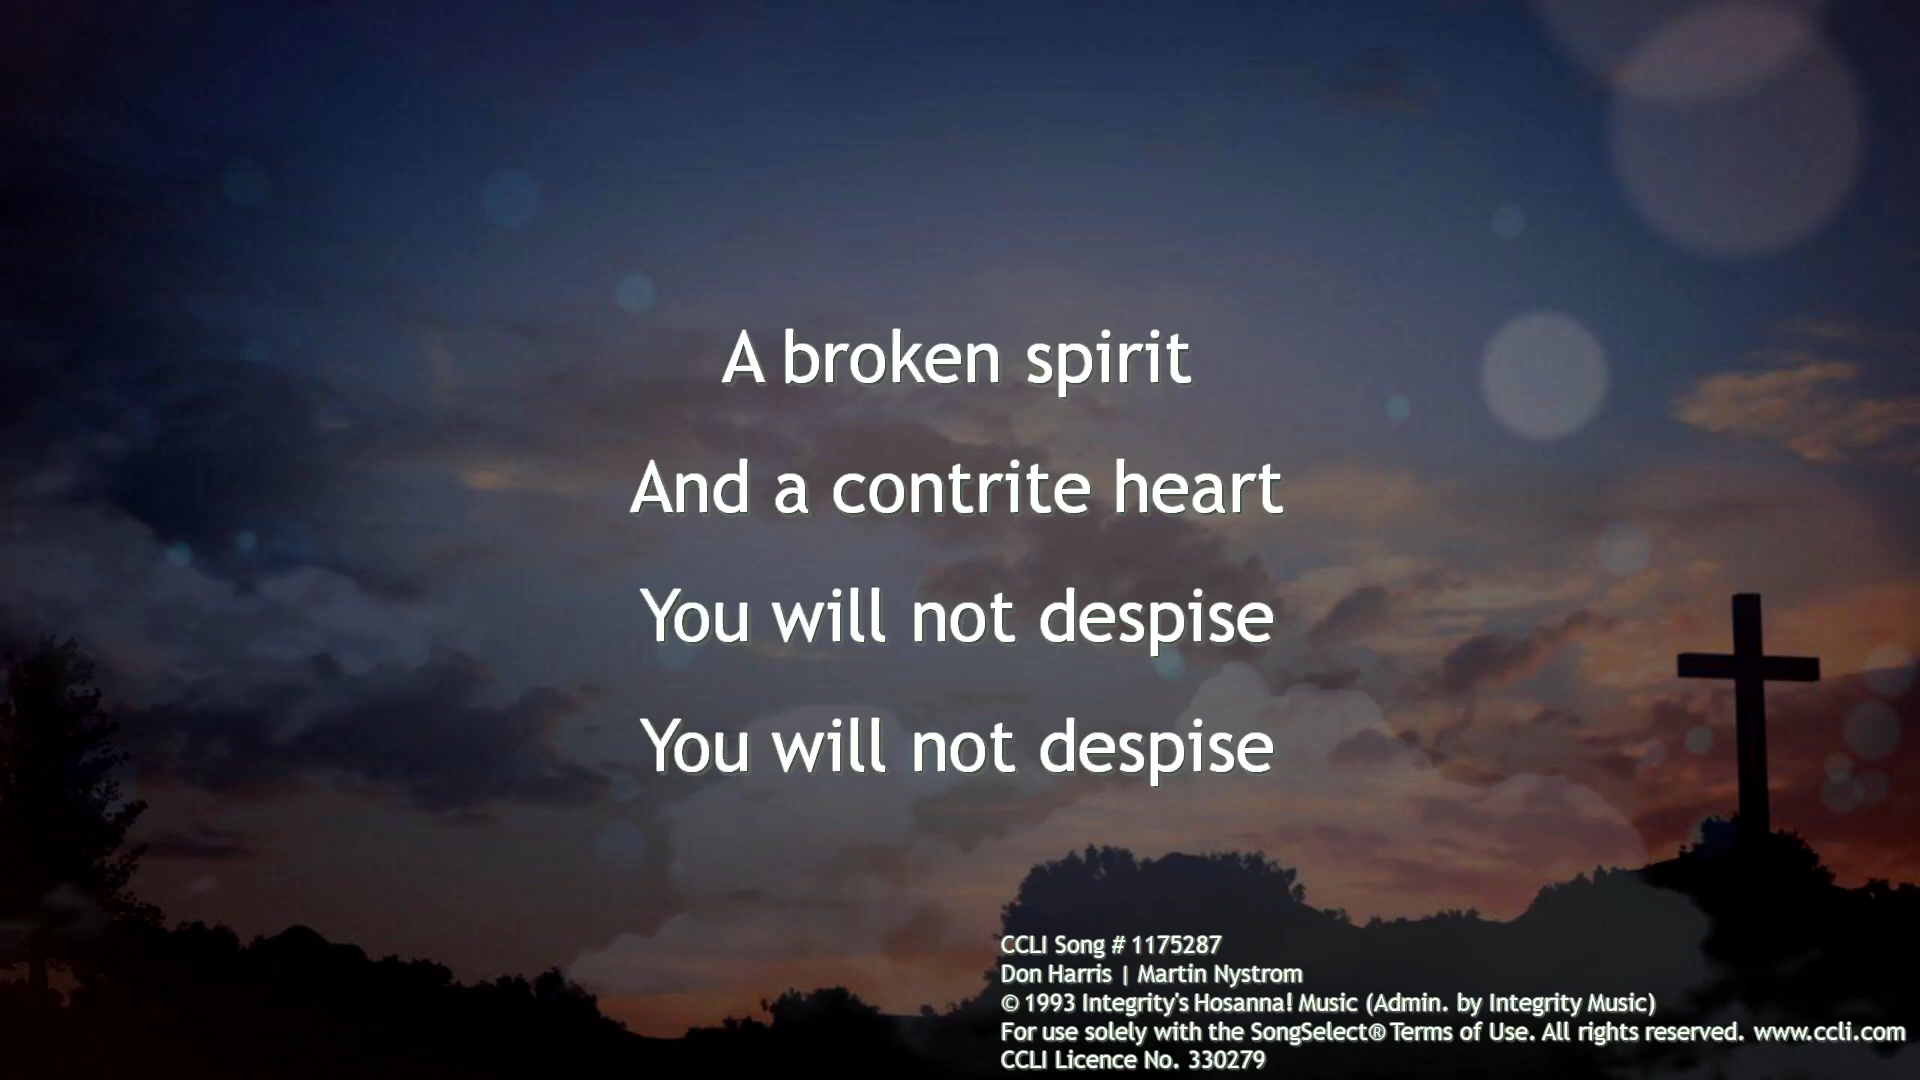 A broken spirit
And a contrite heart
You will not despise
You will not despise
CCLI Song # 1175287
Don Harris | Martin Nystrom
© 1993 Integrity's Hosanna! Music (Admin. by Integrity Music)
For use solely with the SongSelect® Terms of Use. All rights reserved. www.ccli.com
CCLI Licence No. 330279